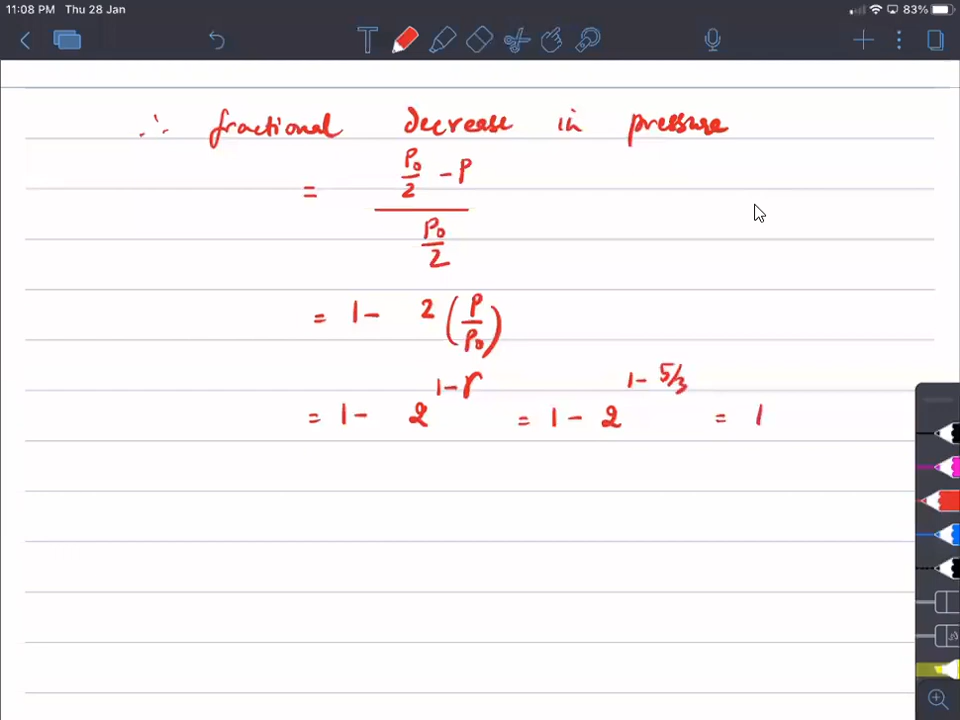 11:08 PM Thu 28 Jan 83%
∴ fractional decrease in pressure
= (P₀/2 - P) / (P₀/2)
= 1 - 2 (P/P₀)
= 1 - 2^(1-γ) = 1 - 2^(1-5/3) = 1